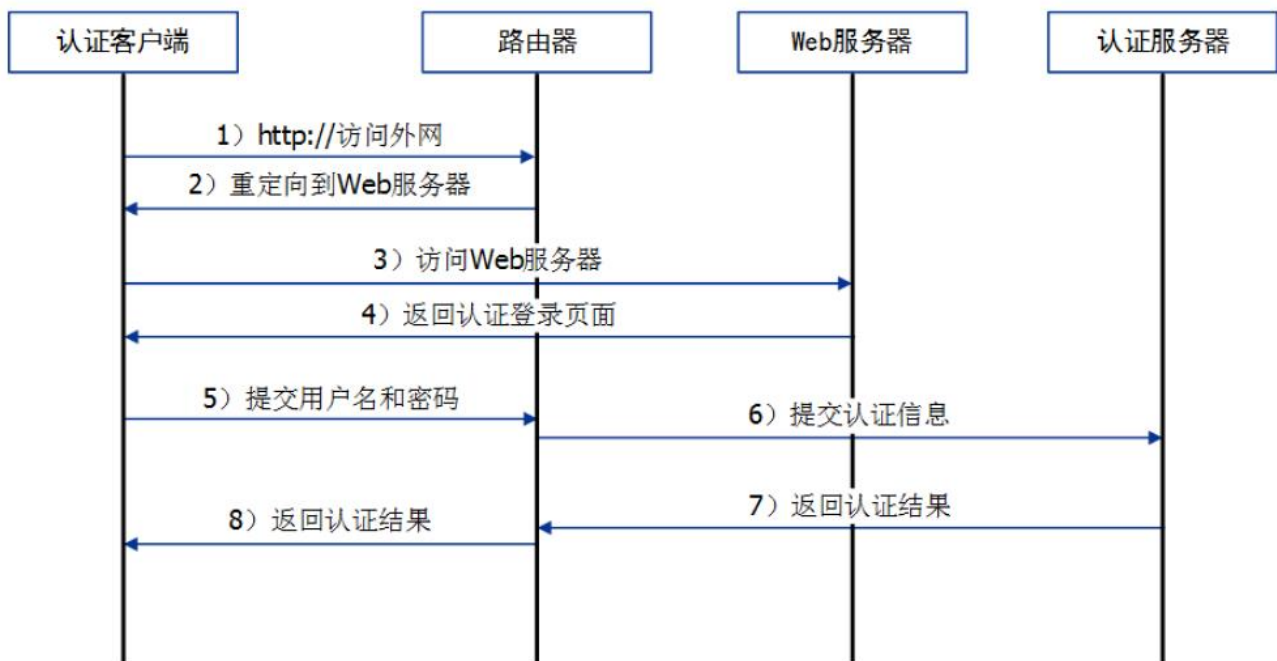 认证客户端
路由器
Web服务器
认证服务器
1）http://访问外网
2）重定向到Web服务器
3）访问Web服务器
4）返回认证登录页面
5）提交用户名和密码
6）提交认证信息
7）返回认证结果
8）返回认证结果